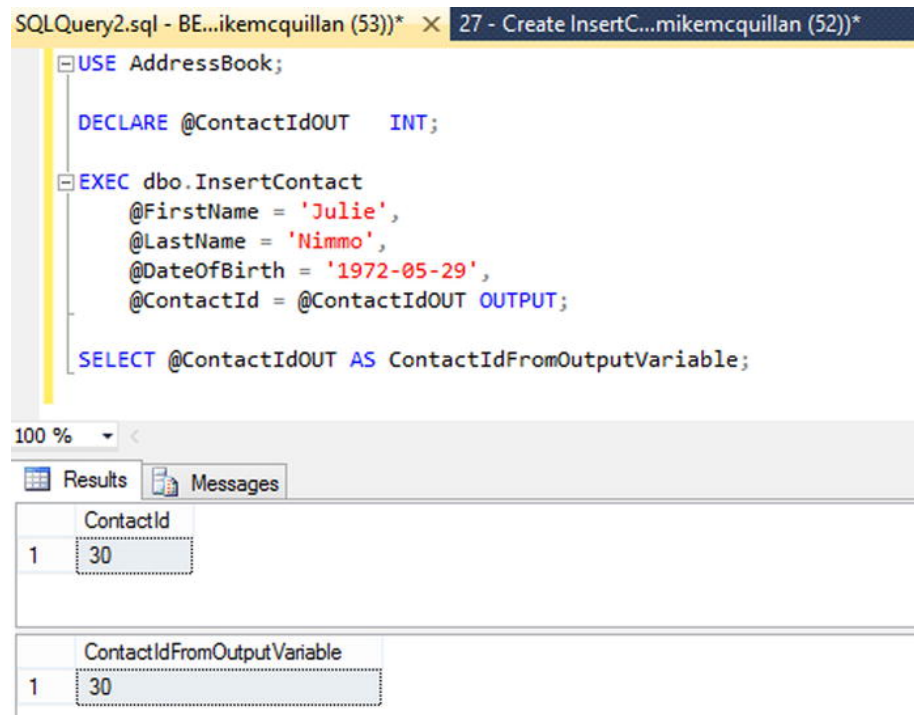 SQLQuery2.sql - BE...ikemcquillan (53))* × 27 - Create InsertC...mikemcquillan (52))*
USE AddressBook;
DECLARE @ContactIdOUT INT;
EXEC dbo.InsertContact
@FirstName = 'Julie',
@LastName = 'Nimmo',
@DateOfBirth = '1972-05-29',
@ContactId = @ContactIdOUT OUTPUT;
SELECT @ContactIdOUT AS ContactIdFromOutputVariable;
100 %
Results Messages
ContactId
1 30
ContactIdFromOutputVariable
1 30